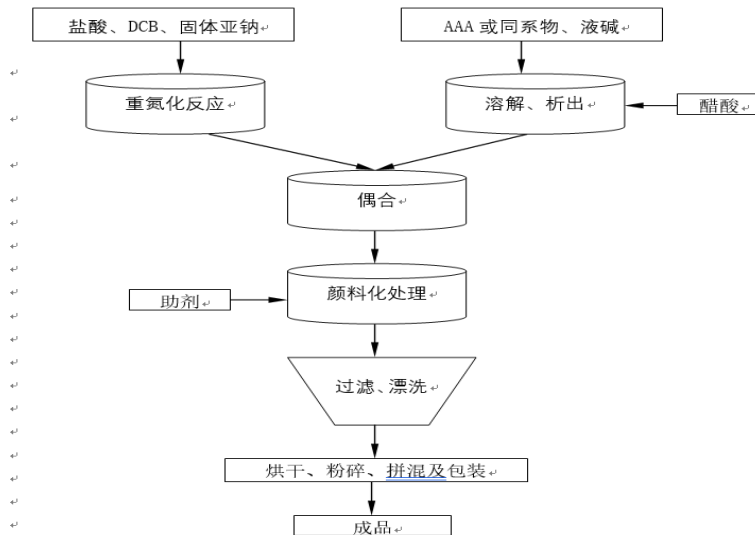 盐酸、DCB、固体亚钠
AAA 或同系物、液碱
重氮化反应
溶解、析出
醋酸
偶合
颜料化处理
助剂
过滤、漂洗
烘干、粉碎、拼混及包装
成品